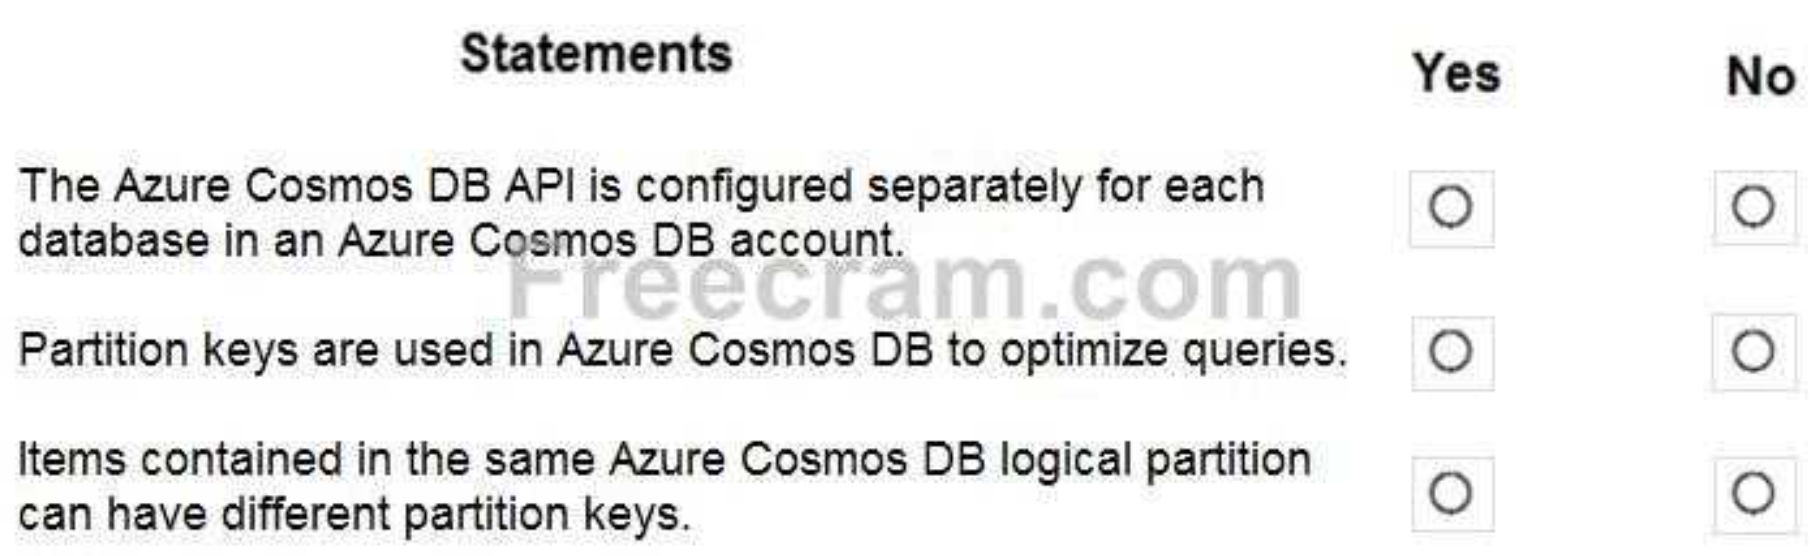 Statements Yes No
The Azure Cosmos DB API is configured separately for each
database in an Azure Cosmos DB account.
Freecram.com
Partition keys are used in Azure Cosmos DB to optimize queries.
Items contained in the same Azure Cosmos DB logical partition
can have different partition keys.